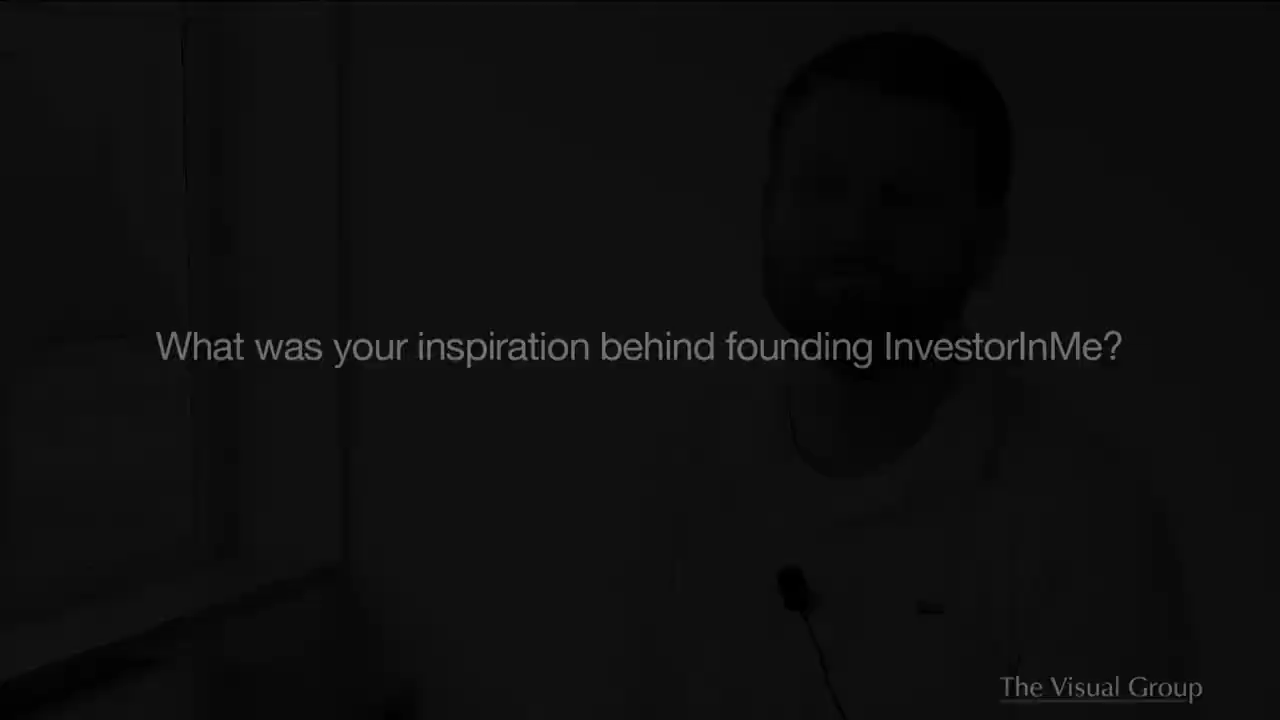 What was your inspiration behind founding InvestorInMe?
The Visual Group